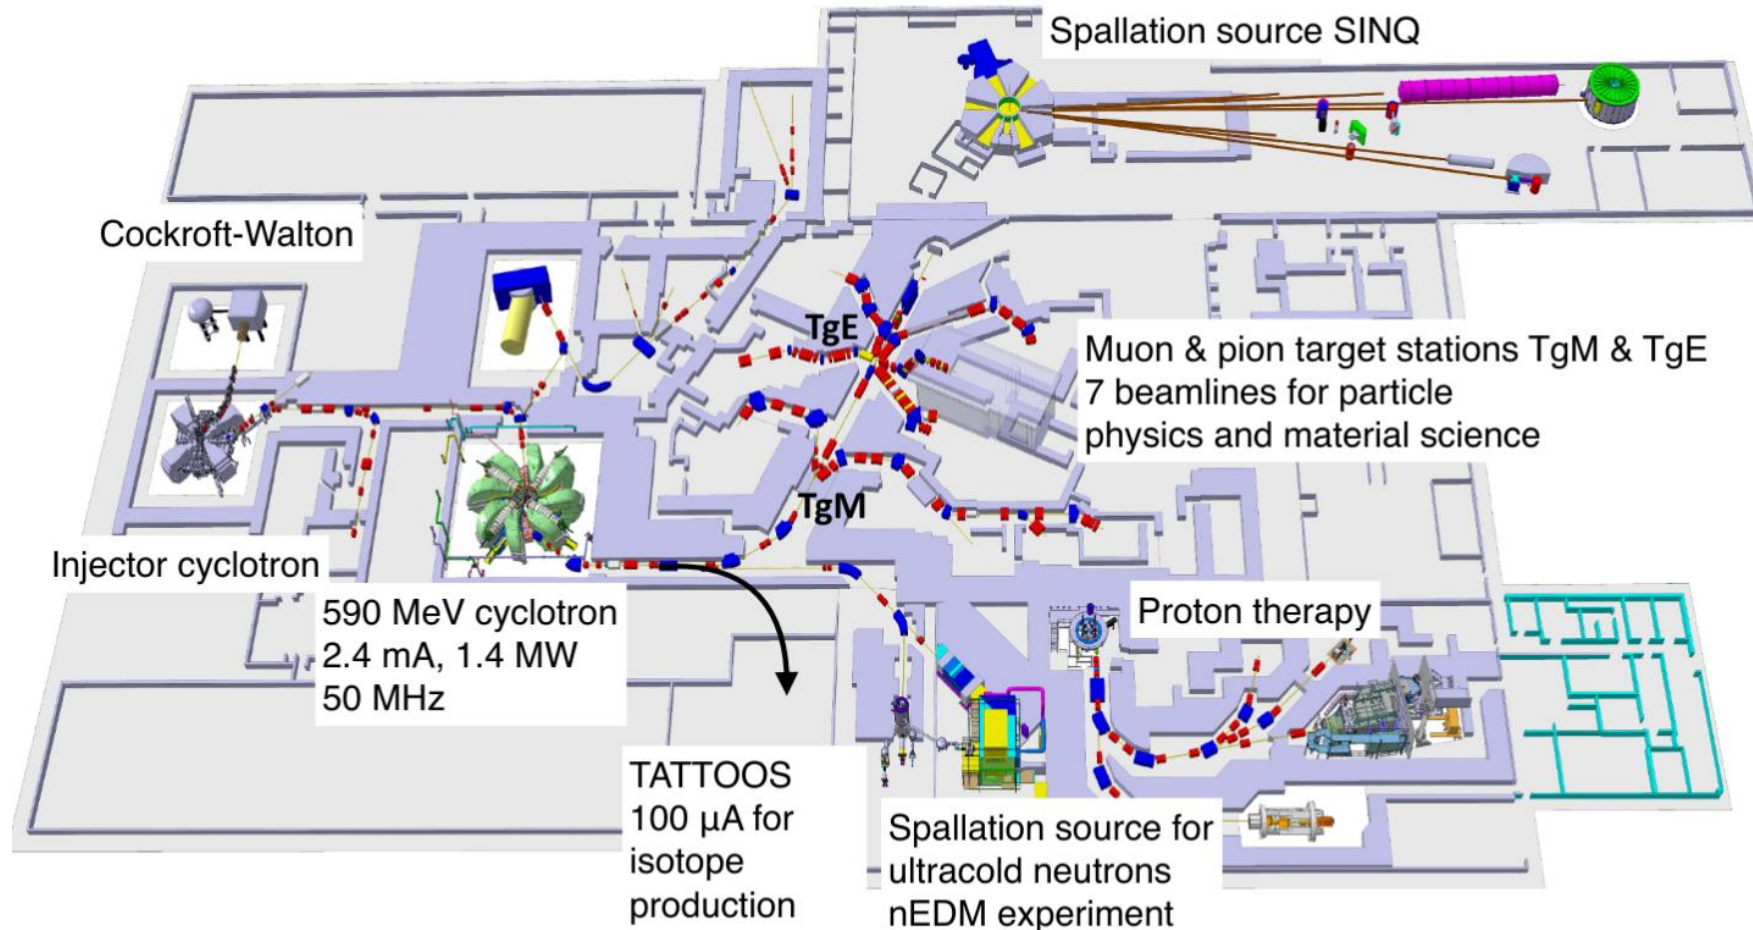 Spallation source SINQ
Cockroft-Walton
TgE
Muon & pion target stations TgM & TgE
7 beamlines for particle
physics and material science
TgM
Injector cyclotron
590 MeV cyclotron
2.4 mA, 1.4 MW
50 MHz
Proton therapy
TATTOOS
100 μA for
isotope
production
Spallation source for
ultracold neutrons
nEDM experiment